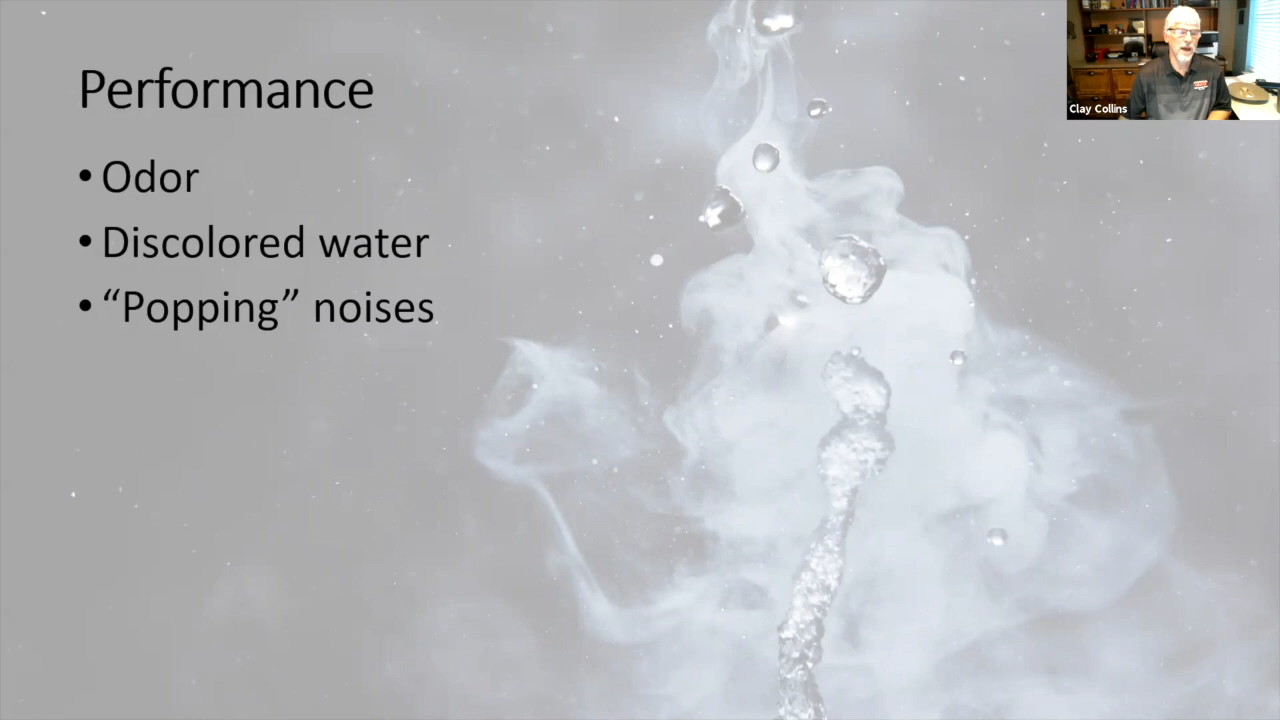 Performance
• Odor
• Discolored water
• “Popping” noises
Clay Collins